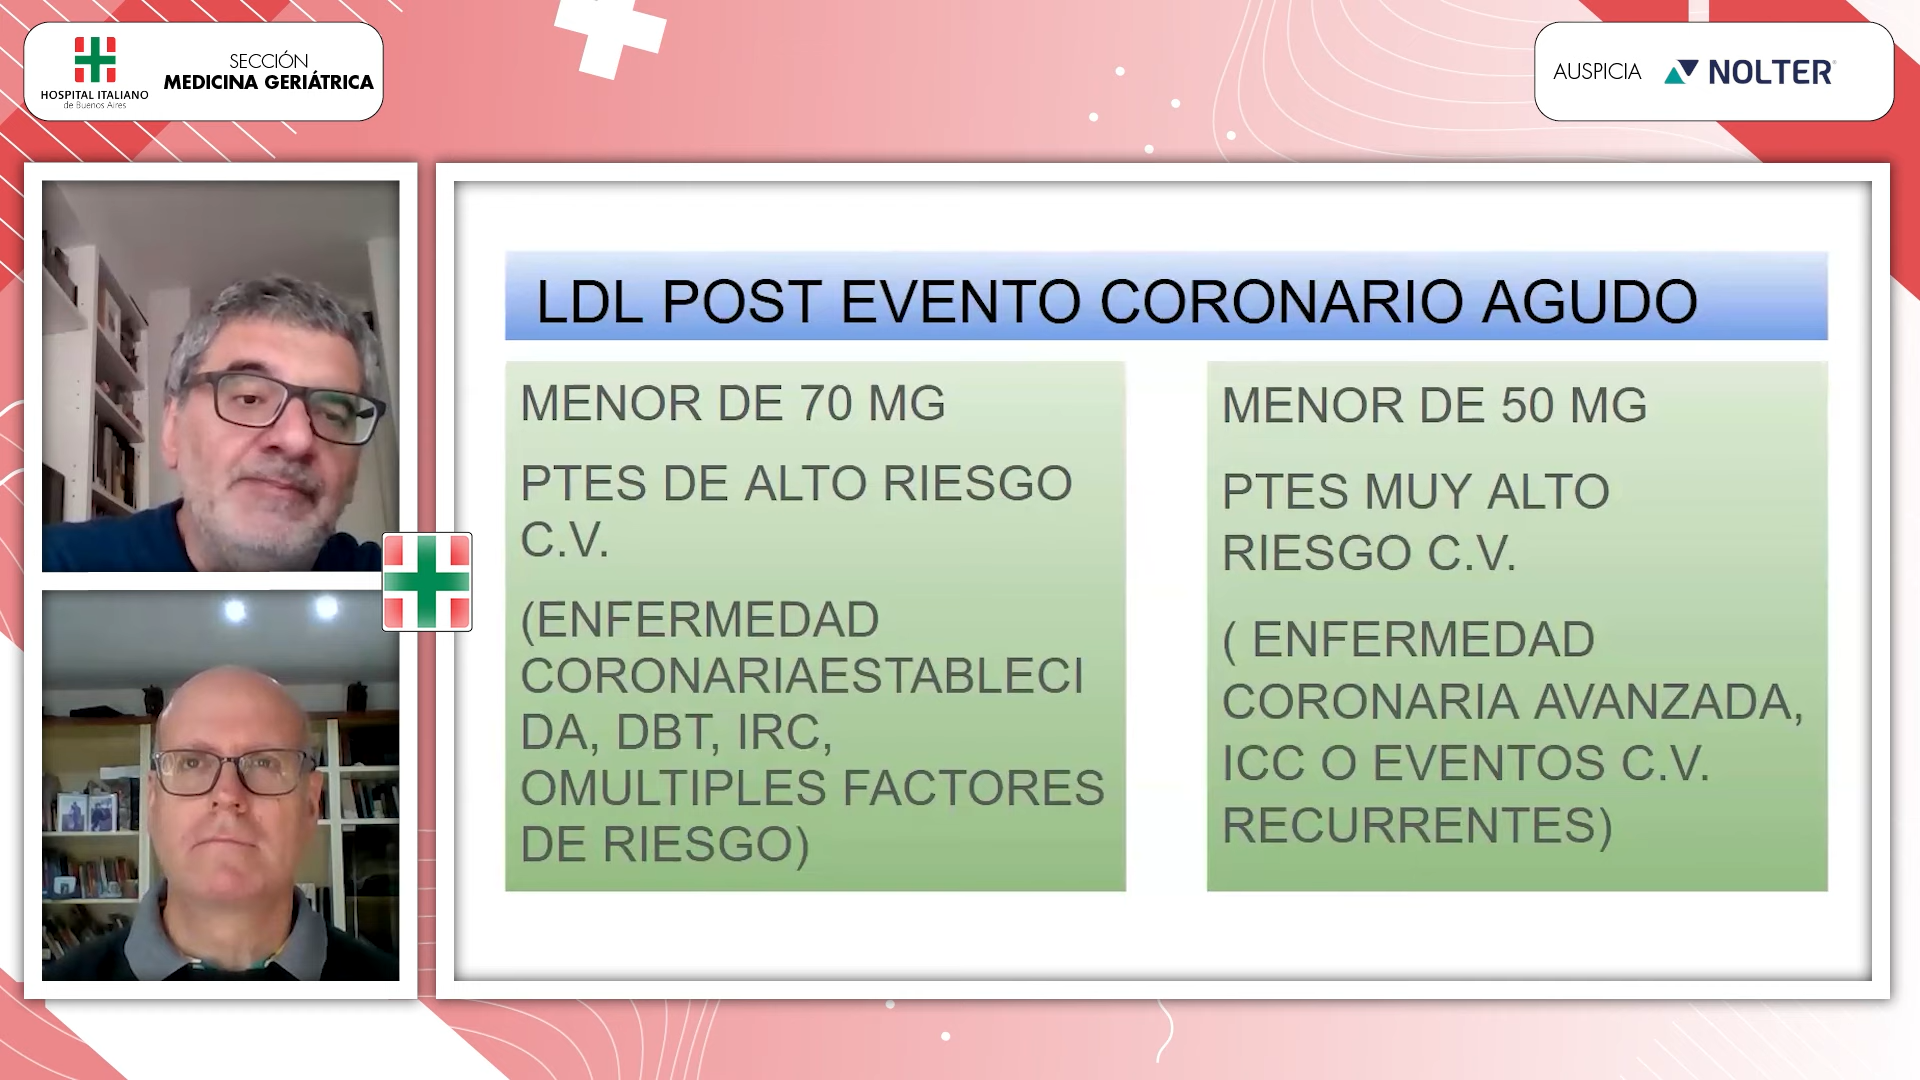 HOSPITAL ITALIANO
de Buenos Aires
SECCIÓN
MEDICINA GERIÁTRICA
AUSPICIA
NOLTER
LDL POST EVENTO CORONARIO AGUDO
MENOR DE 70 MG
PTES DE ALTO RIESGO
C.V.
(ENFERMEDAD
CORONARIAESTABLECI
DA, DBT, IRC,
OMULTIPLES FACTORES
DE RIESGO)
MENOR DE 50 MG
PTES MUY ALTO
RIESGO C.V.
( ENFERMEDAD
CORONARIA AVANZADA,
ICC O EVENTOS C.V.
RECURRENTES)